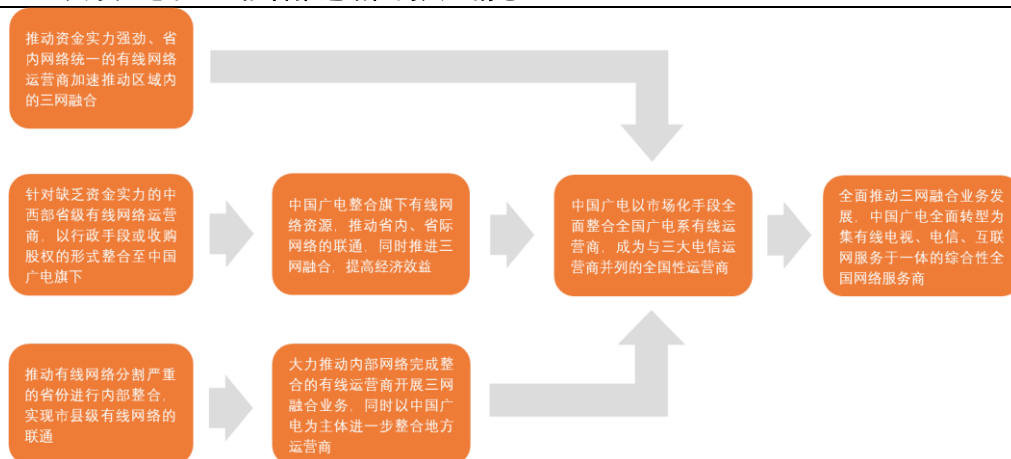 推动资金实力强劲、省
内网络统一的有线网络
运营商加速推动区域内
的三网融合
针对缺乏资金实力的中
西部省级有线网络运营
商，以行政手段或收购
股权的形式整合至中国
广电旗下
中国广电整合旗下有线网
络资源，推动省内、省际
网络的联通，同时推进三
网融合，提高经济效益
中国广电以市场化手段全
面整合全国广电系有线运
营商，成为与三大电信运
营商并列的全国性运营商
全面推动三网融合业务发
展，中国广电全面转型为
集有线电视、电信、互联
网服务于一体的综合性全
国网络服务商
推动有线网络分割严重
的省份进行内部整合，
实现市县级有线网络的
联通
大力推动内部网络完成整
合的有线运营商开展三网
融合业务，同时以中国广
电为主体进一步整合地方
运营商